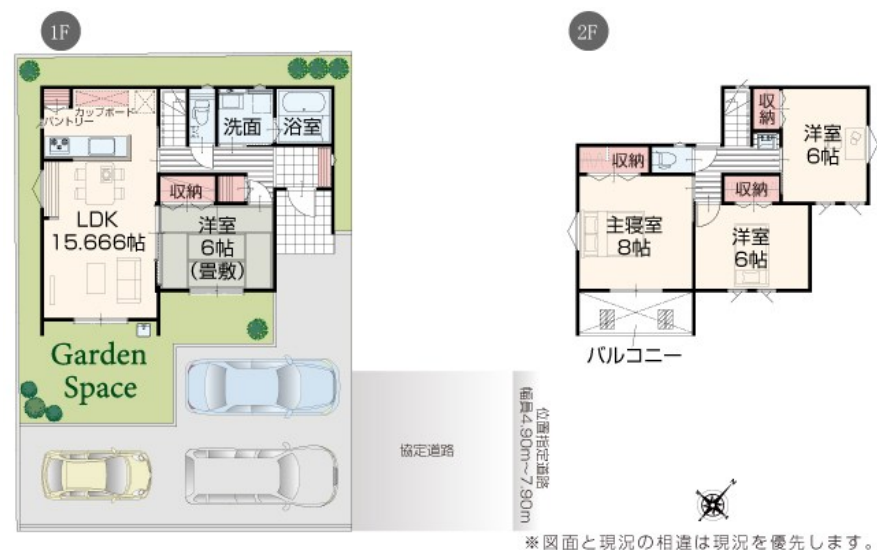 1F
パントリー
カップボード
洗面
浴室
LDK
15.666帖
収納
洋室
6帖
(畳敷)
Garden
Space
協定道路
位置指定道路
幅員4.90m〜7.90m
2F
収納
洋室
6帖
収納
主寝室
8帖
収納
洋室
6帖
バルコニー
※図面と現況の相違は現況を優先します。